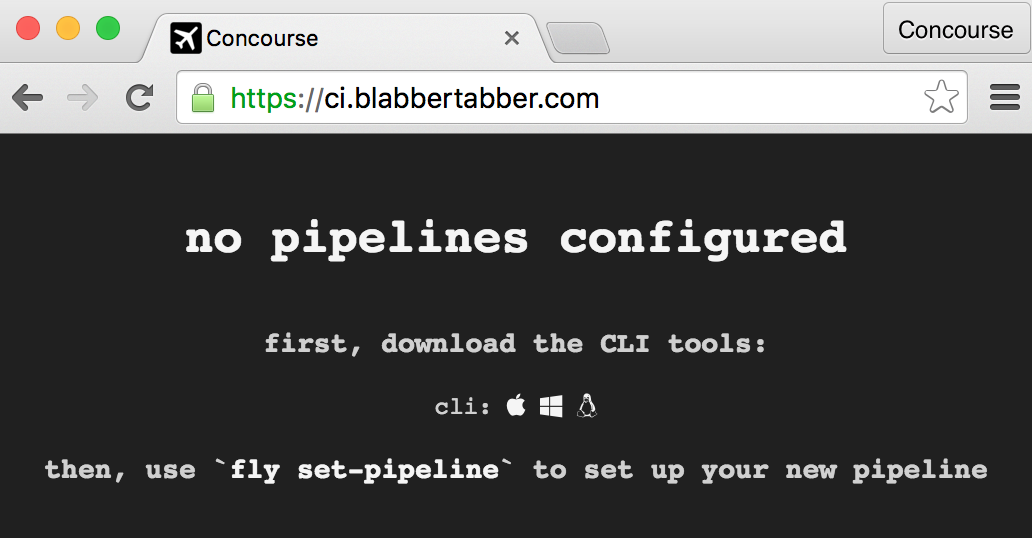 Concourse
Concourse
https://ci.blabbertabber.com
no pipelines configured
first, download the CLI tools:
cli:
then, use `fly set-pipeline` to set up your new pipeline